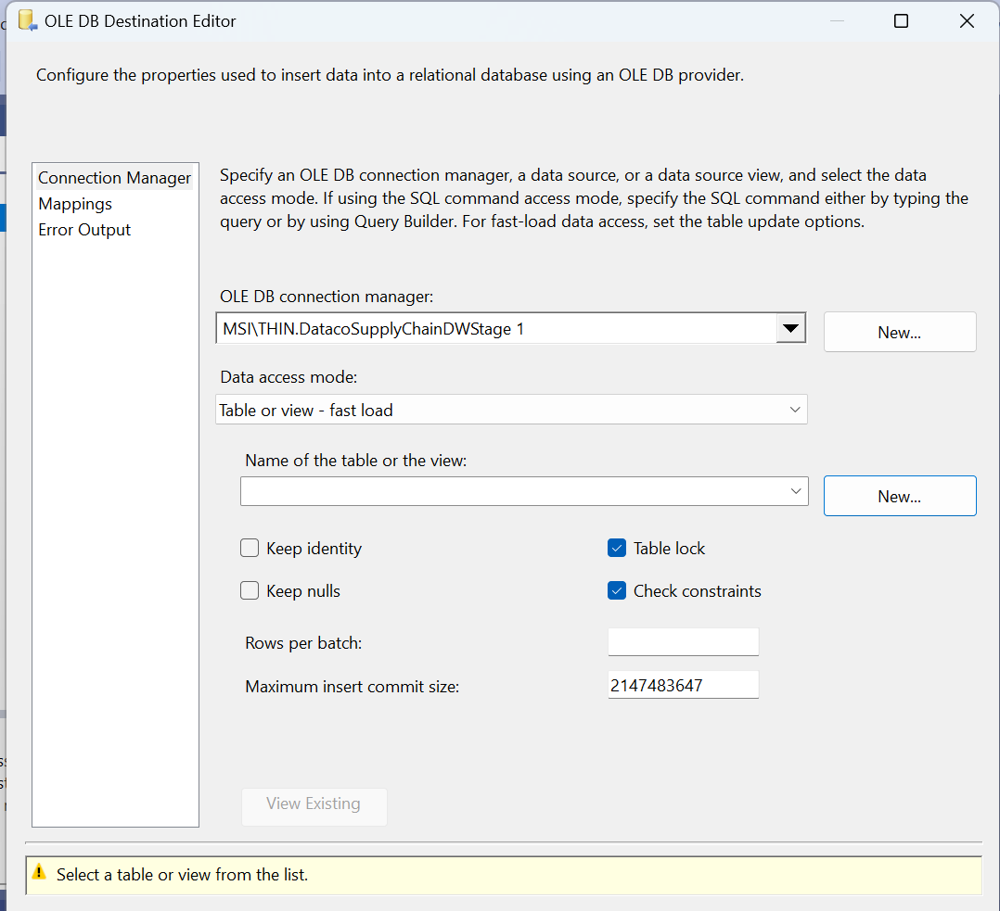 OLE DB Destination Editor
Configure the properties used to insert data into a relational database using an OLE DB provider.
Connection Manager
Mappings
Error Output
Specify an OLE DB connection manager, a data source, or a data source view, and select the data
access mode. If using the SQL command access mode, specify the SQL command either by typing the
query or by using Query Builder. For fast-load data access, set the table update options.
OLE DB connection manager:
MSI\THIN.DatacoSupplyChainDWStage 1
New...
Data access mode:
Table or view - fast load
Name of the table or the view:
New...
Keep identity
Table lock
Keep nulls
Check constraints
Rows per batch:
Maximum insert commit size:
2147483647
View Existing
Select a table or view from the list.